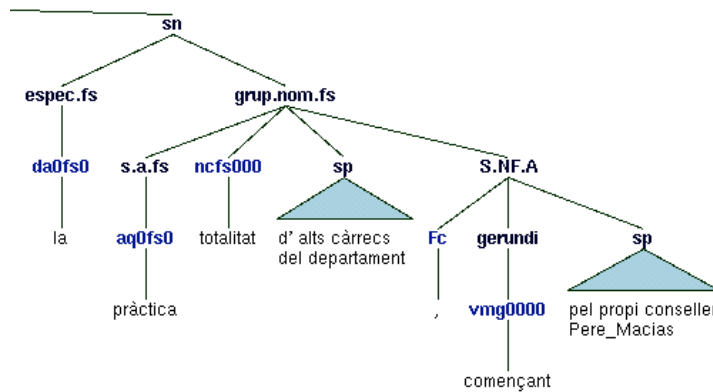 sn
espec.fs grup.nom.fs
da0fs0 s.a.fs ncfs000 sp S.NF.A
la aq0fs0 totalitat d' alts càrrecs Fc gerundi sp
del departament
pràctica , vmg0000 pel propi conseller
Pere_Macias
començant